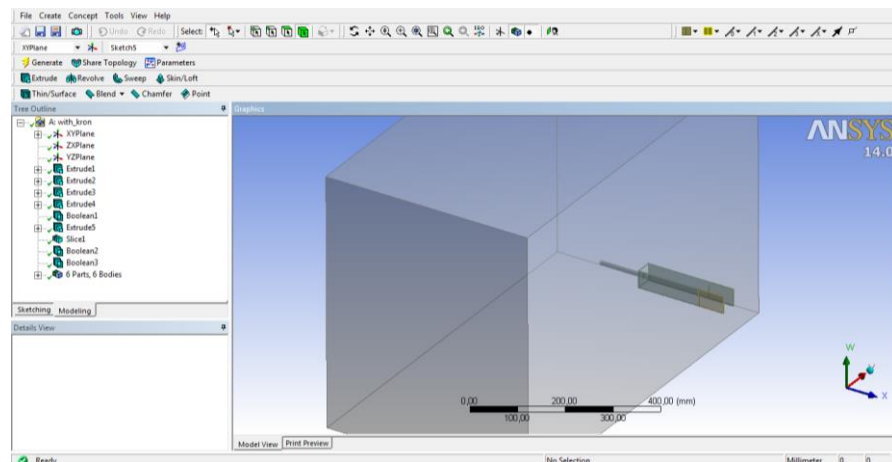 File Create Concept Tools View Help
Undo Redo Select:
XYPlane Sketch5
Generate Share Topology Parameters
Extrude Revolve Sweep Skin/Loft
Thin/Surface Blend Chamfer Point
Tree Outline
Graphics
A: with_kron
XYPlane
ZXPlane
YZPlane
Extrude1
Extrude2
Extrude3
Extrude4
Boolean1
Extrude5
Slice1
Boolean2
Boolean3
6 Parts, 6 Bodies
ANSYS
14.0
Sketching Modeling
Details View
W
X
0,00 200,00 400,00 (mm)
100,00 300,00
Model View Print Preview
Ready No Selection Millimeter 0 0